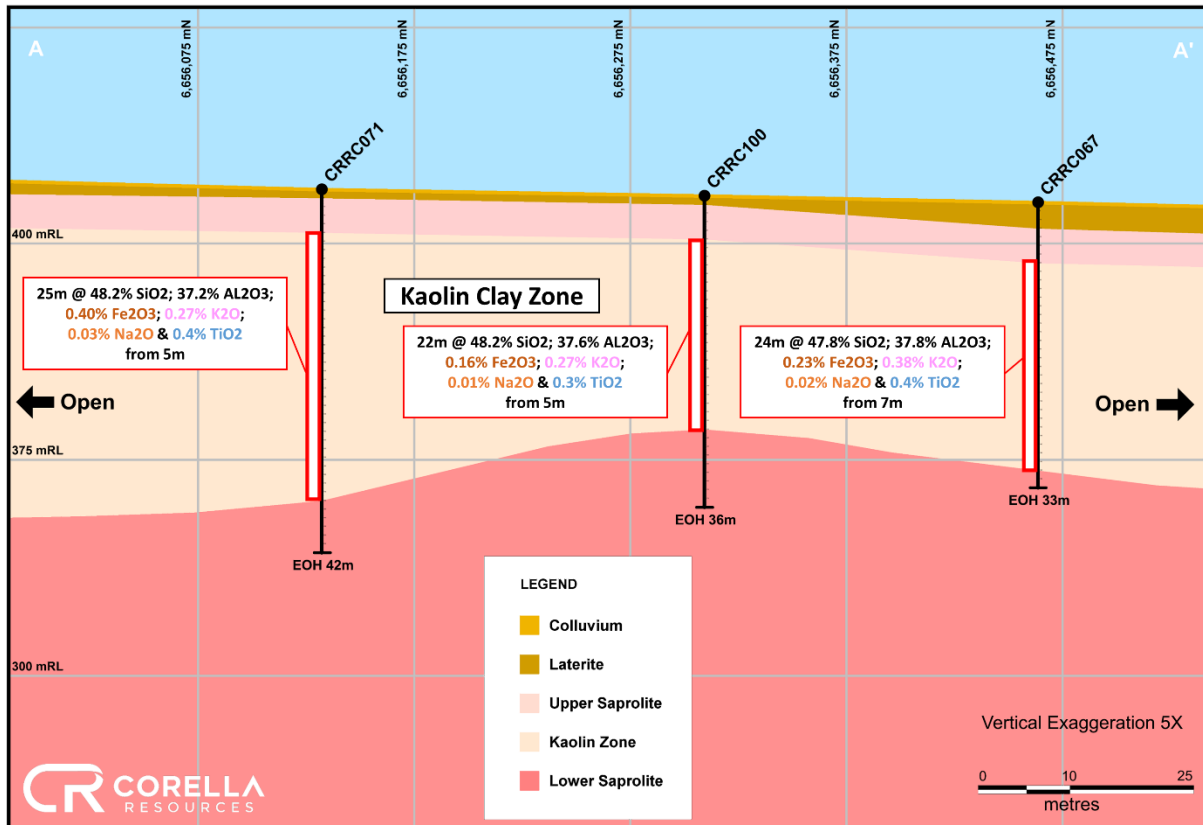 A
A'
6,656,075 mN
6,656,175 mN
6,656,275 mN
6,656,375 mN
6,656,475 mN
CRRC071
CRRC100
CRRC067
400 mRL
25m @ 48.2% SiO2; 37.2% AL2O3;
0.40% Fe2O3; 0.27% K2O;
0.03% Na2O & 0.4% TiO2
from 5m
Kaolin Clay Zone
22m @ 48.2% SiO2; 37.6% AL2O3;
0.16% Fe2O3; 0.27% K2O;
0.01% Na2O & 0.3% TiO2
from 5m
24m @ 47.8% SiO2; 37.8% AL2O3;
0.23% Fe2O3; 0.38% K2O;
0.02% Na2O & 0.4% TiO2
from 7m
Open
Open
375 mRL
EOH 42m
EOH 36m
EOH 33m
300 mRL
LEGEND
Colluvium
Laterite
Upper Saprolite
Kaolin Zone
Lower Saprolite
Vertical Exaggeration 5X
0 10 25
metres
CR CORELLA
RESOURCES